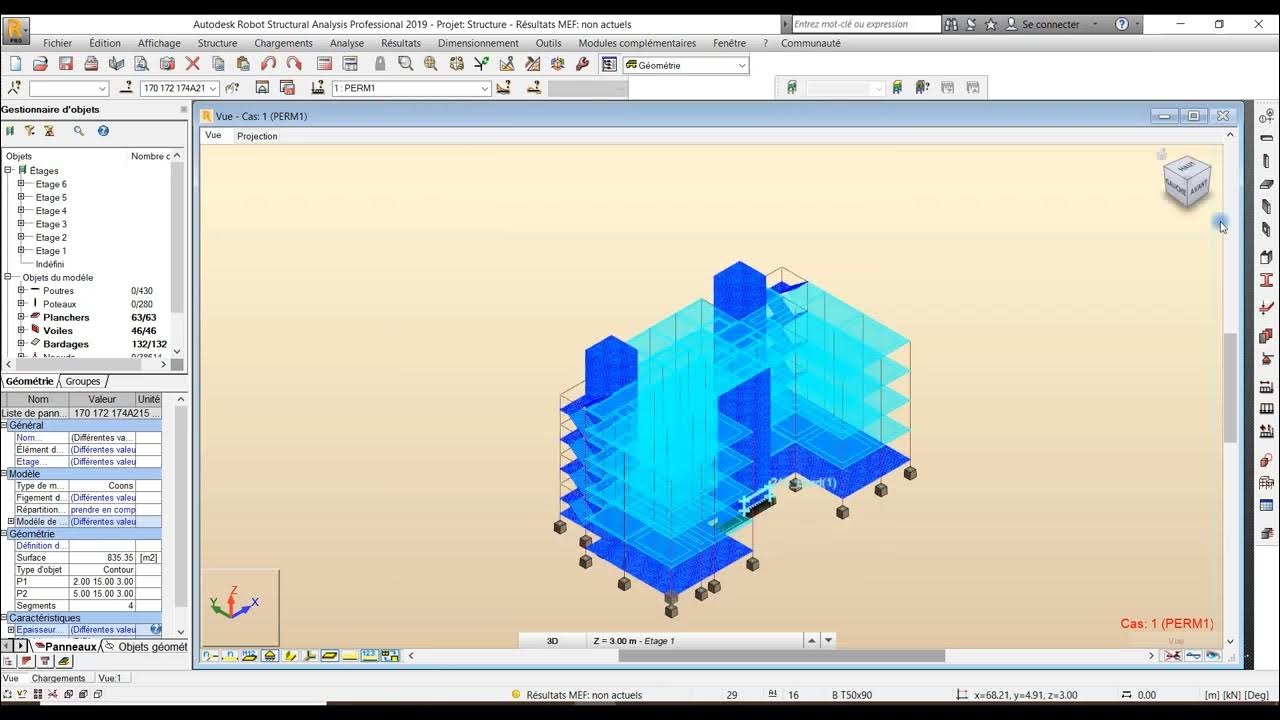 Autodesk Robot Structural Analysis Professional 2019 - Projet: Structure - Résultats MEF: non actuels
Entrez mot-clé ou expression
Se connecter
PRO
Fichier Édition Affichage Structure Chargements Analyse Résultats Dimensionnement Outils Modules complémentaires Fenêtre ? Communauté
Géométrie
170 172 174A21
1 : PERM1
Gestionnaire d'objets
Objets Nombre c
Étages
Etage 6
Etage 5
Etage 4
Etage 3
Etage 2
Etage 1
Indéfini
Objets du modèle
Poutres 0/430
Poteaux 0/280
Planchers 63/63
Voiles 46/46
Bardages 132/132
Géométrie Groupes
Nom Valeur Unité
Liste de pann... 170 172 174A215 ...
Général
Nom... (Différentes va...
Élément d... (Différentes valeu
Etage... (Différentes valeu
Modèle
Type de m... Coons
Figement d... (Différentes valeu
Répartition... prendre en comp
Modèle de ... (Différentes valeu
Géométrie
Définition d...
Surface 835.35 [m2]
Type d'objet Contour
P1 2.00 15.00 3.00
P2 5.00 15.00 3.00
Segments 4
Caractéristiques
Epaisseur... (Différentes valeu
Panneaux Objets géomét
Vue - Cas: 1 (PERM1)
Vue Projection
HAUT
GAUCHE AVANT
Z
Y X
Cas: 1 (PERM1)
Vue
3D Z = 3.00 m - Etage 1
Vue Chargements Vue:1
Résultats MEF: non actuels 29 16 B T50x90 x=68.21, y=4.91, z=3.00 0.00 [m] [kN] [Deg]